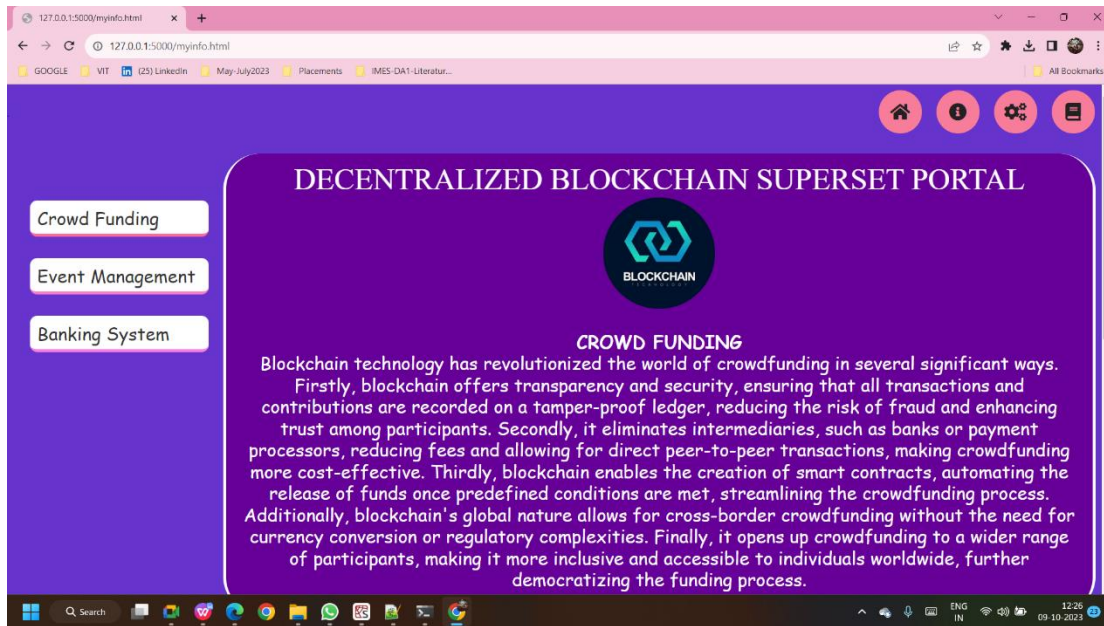 127.0.0.1:5000/myinfo.html
127.0.0.1:5000/myinfo.html
GOOGLE VIT in (25) LinkedIn May-July2023 Placements IMES-DA1-Literatur... All Bookmarks
DECENTRALIZED BLOCKCHAIN SUPERSET PORTAL
Crowd Funding
Event Management
Banking System
BLOCKCHAIN
TECHNOLOGY
CROWD FUNDING
Blockchain technology has revolutionized the world of crowdfunding in several significant ways.
Firstly, blockchain offers transparency and security, ensuring that all transactions and
contributions are recorded on a tamper-proof ledger, reducing the risk of fraud and enhancing
trust among participants. Secondly, it eliminates intermediaries, such as banks or payment
processors, reducing fees and allowing for direct peer-to-peer transactions, making crowdfunding
more cost-effective. Thirdly, blockchain enables the creation of smart contracts, automating the
release of funds once predefined conditions are met, streamlining the crowdfunding process.
Additionally, blockchain's global nature allows for cross-border crowdfunding without the need for
currency conversion or regulatory complexities. Finally, it opens up crowdfunding to a wider range
of participants, making it more inclusive and accessible to individuals worldwide, further
democratizing the funding process.
Search
ENG
IN
12:26
09-10-2023